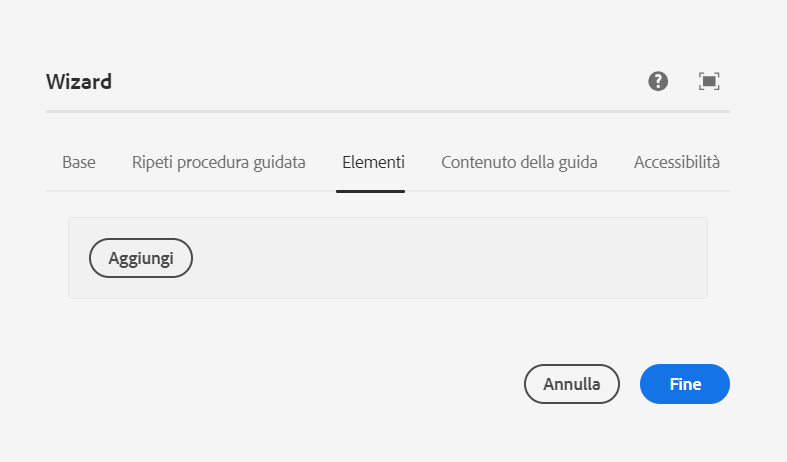 Wizard
Base Ripeti procedura guidata Elementi Contenuto della guida Accessibilità
Aggiungi
Annulla Fine